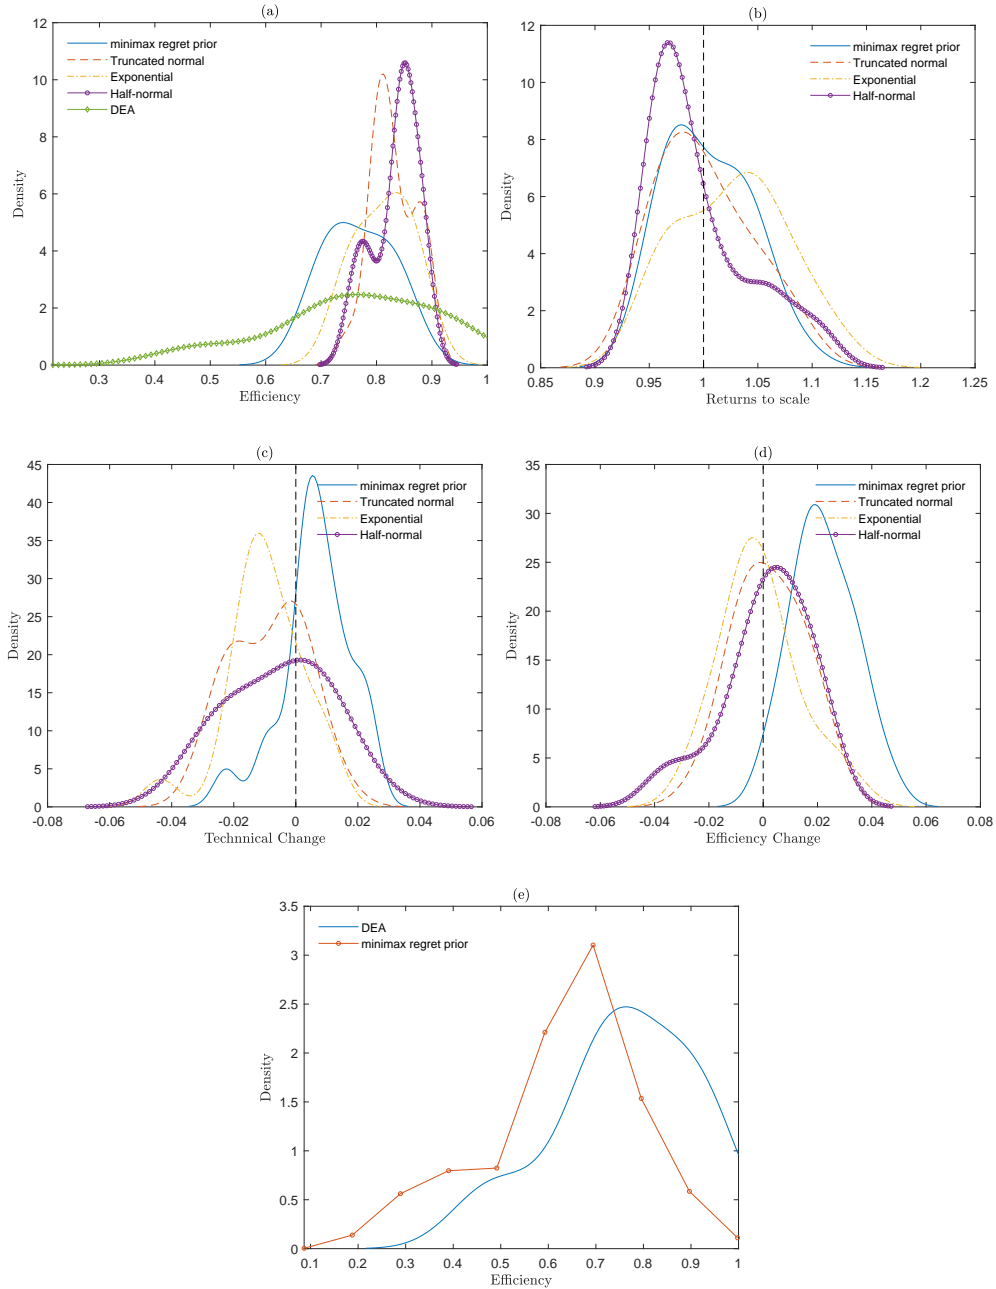 (a)
12
10
8
6
4
2
0
Density
minimax regret prior
Truncated normal
Exponential
Half-normal
DEA
0.3 0.4 0.5 0.6 0.7 0.8 0.9 1
Efficiency
(b)
12
10
8
6
4
2
0
Density
minimax regret prior
Truncated normal
Exponential
Half-normal
0.85 0.9 0.95 1 1.05 1.1 1.15 1.2 1.25
Returns to scale
(c)
45
40
35
30
25
20
15
10
5
0
Density
minimax regret prior
Truncated normal
Exponential
Half-normal
-0.08 -0.06 -0.04 -0.02 0 0.02 0.04 0.06
Technnical Change
(d)
35
30
25
20
15
10
5
0
Density
minimax regret prior
Truncated normal
Exponential
Half-normal
-0.08 -0.06 -0.04 -0.02 0 0.02 0.04 0.06 0.08
Efficiency Change
(e)
3.5
3
2.5
2
1.5
1
0.5
0
Density
DEA
minimax regret prior
0.1 0.2 0.3 0.4 0.5 0.6 0.7 0.8 0.9 1
Efficiency